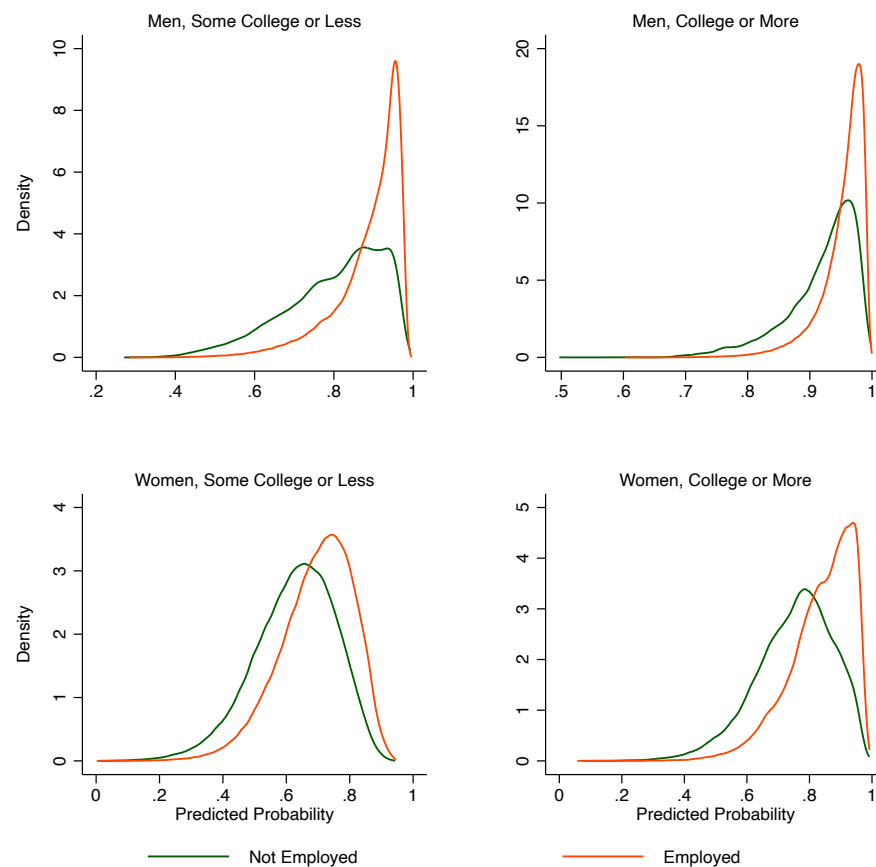 Men, Some College or Less
10
8
6
4
2
0
Density
.2 .4 .6 .8 1
Men, College or More
20
15
10
5
0
.5 .6 .7 .8 .9 1
Women, Some College or Less
4
3
2
1
0
Density
0 .2 .4 .6 .8 1
Predicted Probability
Women, College or More
5
4
3
2
1
0
0 .2 .4 .6 .8 1
Predicted Probability
Not Employed Employed